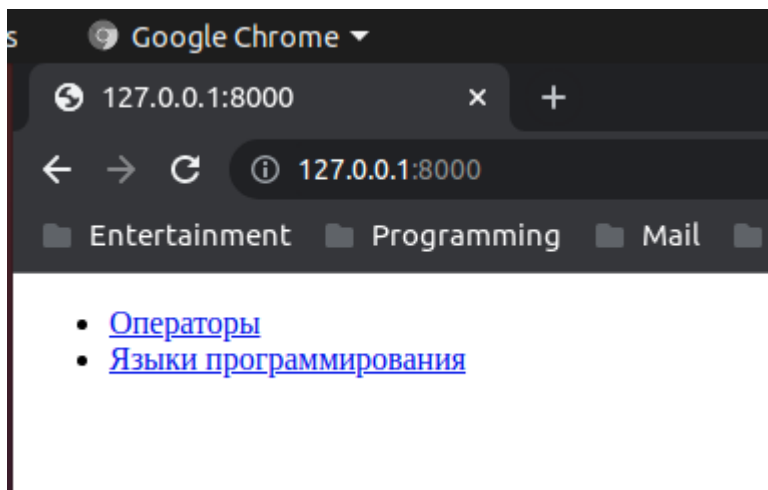 s Google Chrome
127.0.0.1:8000
127.0.0.1:8000
Entertainment Programming Mail
Операторы
Языки программирования